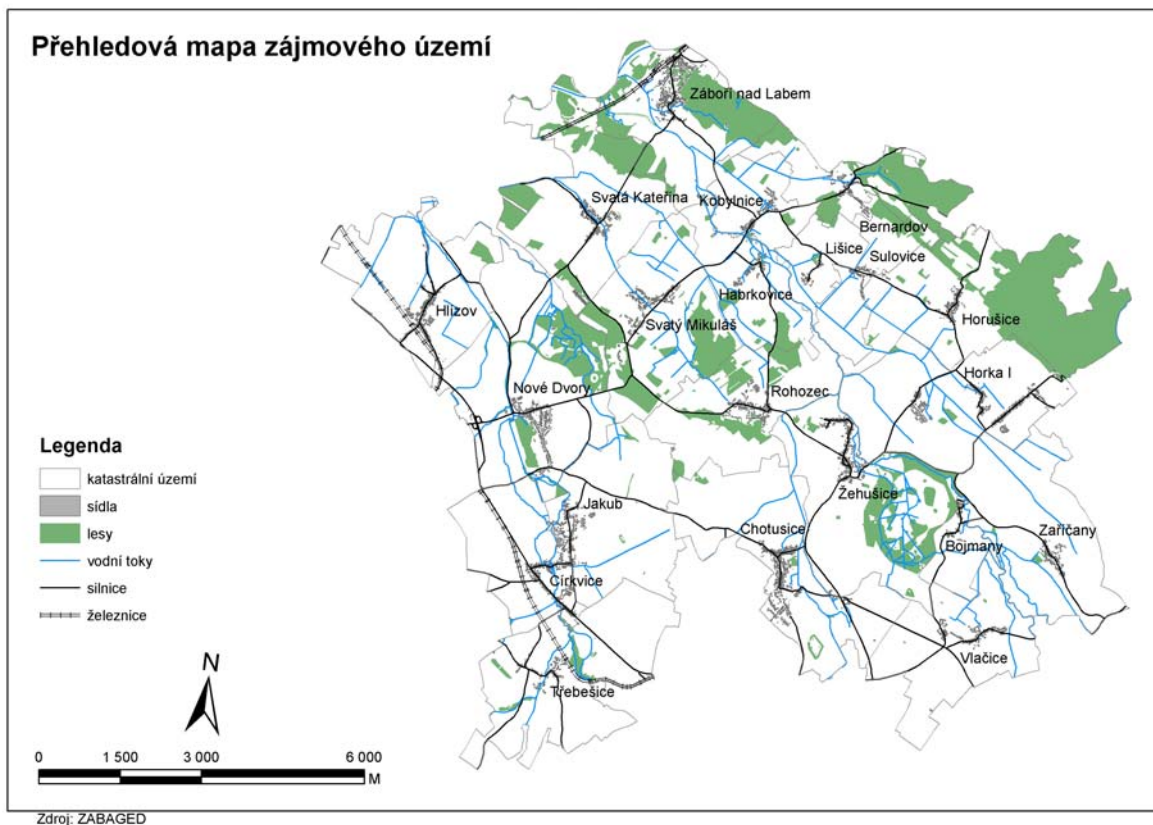 Přehledová mapa zájmového území
Záboří nad Labem
Svatá Kateřina
Kobylnice
Bernardov
Lišice
Sulovice
Habrkovice
Hlízov
Svatý Mikuláš
Horušice
Horka I
Nové Dvory
Rohozec
Legenda
katastrální území
sídla
lesy
vodní toky
silnice
železnice
Žehušice
Jakub
Chotusice
Zaříčany
Bojmany
Církvice
Vlačice
Třebešice
N
0 1 500 3 000 6 000
M
Zdroj: ZABAGED